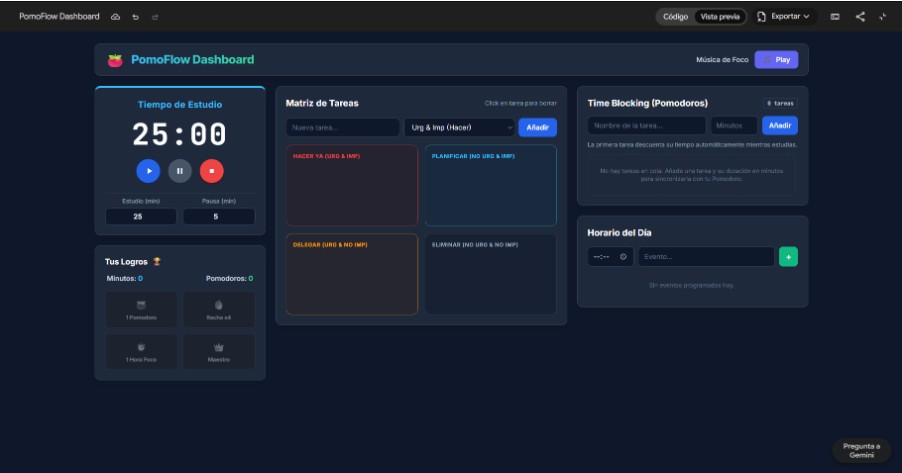 PomoFlow Dashboard
Código
Vista previa
Exportar
PomoFlow Dashboard
Música de Foco
Play
Tiempo de Estudio
25:00
Estudio (min)
Pausa (min)
25
5
Tus Logros
Minutos: 0
Pomodoros: 0
1 Pomodoro
Racha x4
1 Hora Foco
Maestro
Matriz de Tareas
Click en tarea para borrar
Nueva tarea...
Urg & Imp (Hacer)
Añadir
HACER YA (URG & IMP)
PLANIFICAR (NO URG & IMP)
DELEGAR (URG & NO IMP)
ELIMINAR (NO URG & NO IMP)
Time Blocking (Pomodoros)
0 tareas
Nombre de la tarea...
Minutos
Añadir
La primera tarea descuenta su tiempo automáticamente mientras estudias.
No hay tareas en cola. Añade una tarea y su duración en minutos
para sincronizarla con tu Pomodoro.
Horario del Día
--:--
Evento...
+
Sin eventos programados hoy.
Pregunta a
Gemini